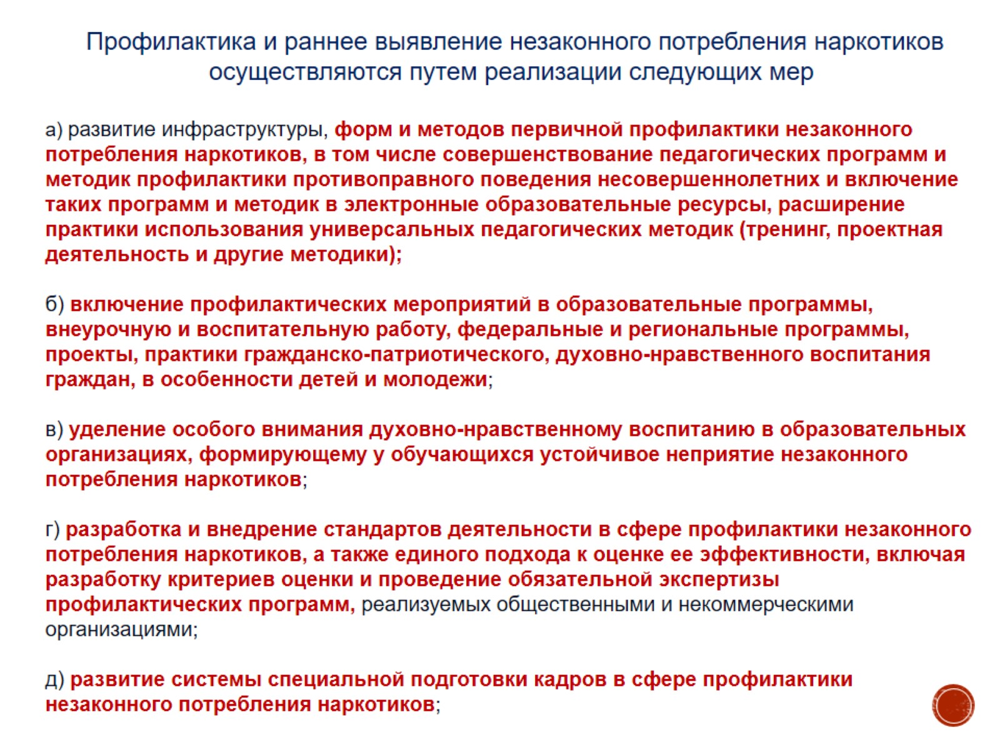 Профилактика и раннее выявление незаконного потребления наркотиков
осуществляются путем реализации следующих мер
а) развитие инфраструктуры, форм и методов первичной профилактики незаконного
потребления наркотиков, в том числе совершенствование педагогических программ и
методик профилактики противоправного поведения несовершеннолетних и включение
таких программ и методик в электронные образовательные ресурсы, расширение
практики использования универсальных педагогических методик (тренинг, проектная
деятельность и другие методики);
б) включение профилактических мероприятий в образовательные программы,
внеурочную и воспитательную работу, федеральные и региональные программы,
проекты, практики гражданско-патриотического, духовно-нравственного воспитания
граждан, в особенности детей и молодежи;
в) уделение особого внимания духовно-нравственному воспитанию в образовательных
организациях, формирующему у обучающихся устойчивое неприятие незаконного
потребления наркотиков;
г) разработка и внедрение стандартов деятельности в сфере профилактики незаконного
потребления наркотиков, а также единого подхода к оценке ее эффективности, включая
разработку критериев оценки и проведение обязательной экспертизы
профилактических программ, реализуемых общественными и некоммерческими
организациями;
д) развитие системы специальной подготовки кадров в сфере профилактики
незаконного потребления наркотиков;